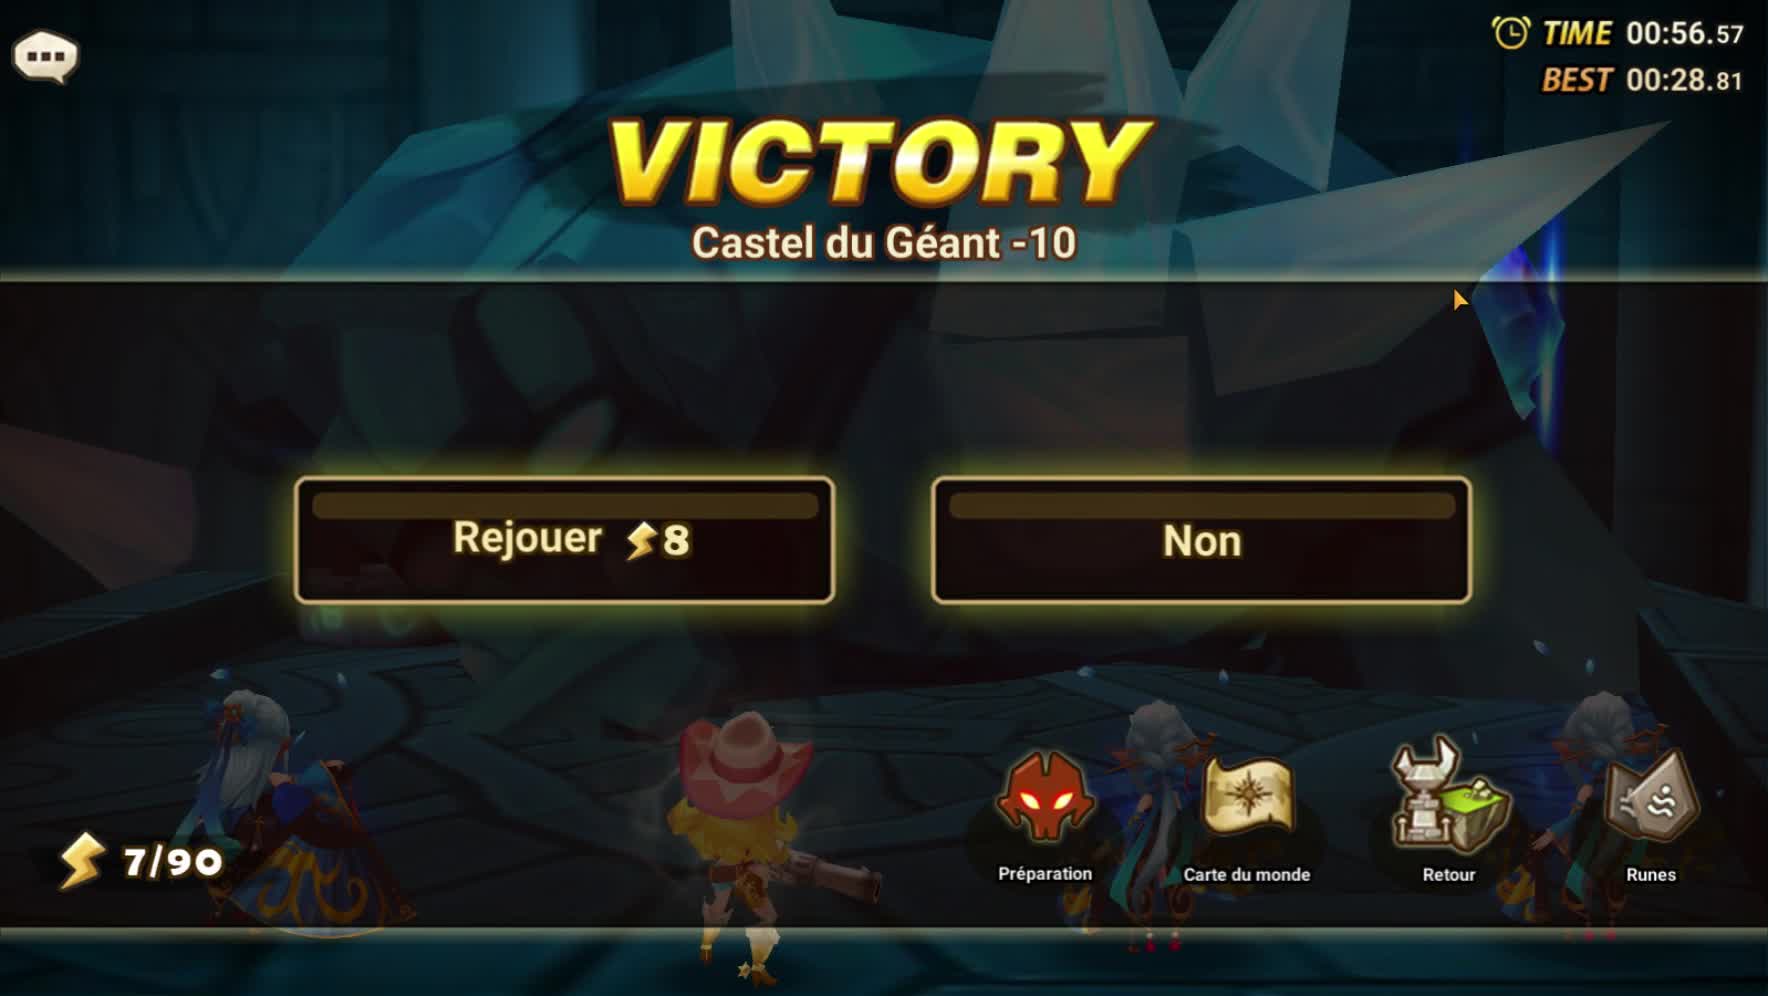 TIME 00:56.57
BEST 00:28.81
VICTORY
Castel du Géant -10
Rejouer 8
Non
7/90
Préparation
Carte du monde
Retour
Runes